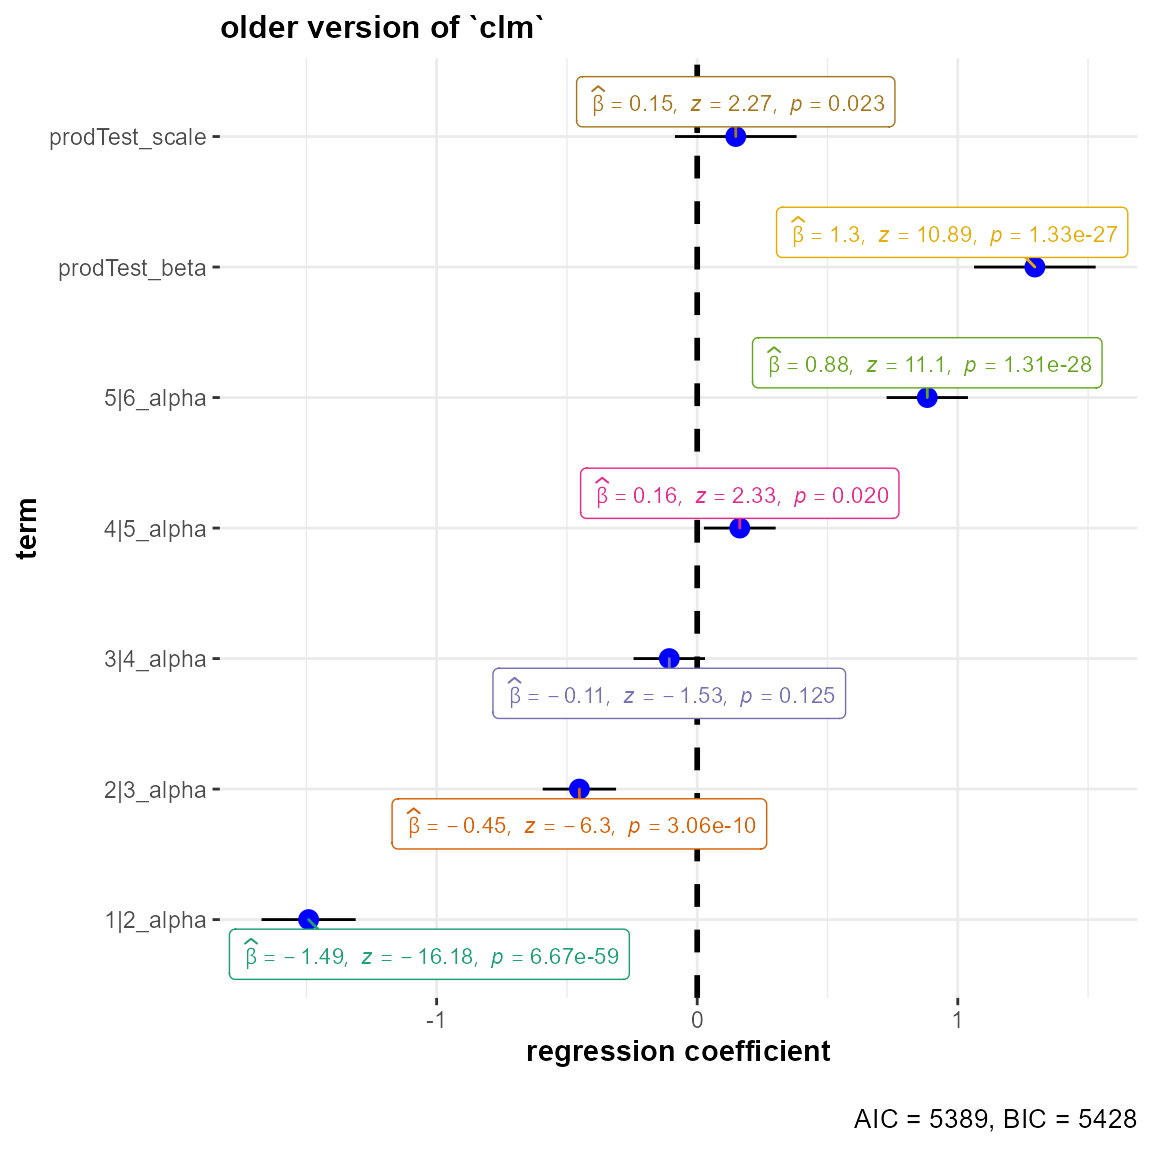 older version of `clm`
prodTest_scale
β̂ = 0.15, z = 2.27, p = 0.023
prodTest_beta
β̂ = 1.3, z = 10.89, p = 1.33e-27
5|6_alpha
β̂ = 0.88, z = 11.1, p = 1.31e-28
4|5_alpha
β̂ = 0.16, z = 2.33, p = 0.020
term
3|4_alpha
β̂ = − 0.11, z = − 1.53, p = 0.125
2|3_alpha
β̂ = − 0.45, z = − 6.3, p = 3.06e-10
1|2_alpha
β̂ = − 1.49, z = − 16.18, p = 6.67e-59
-1 0 1
regression coefficient
AIC = 5389, BIC = 5428